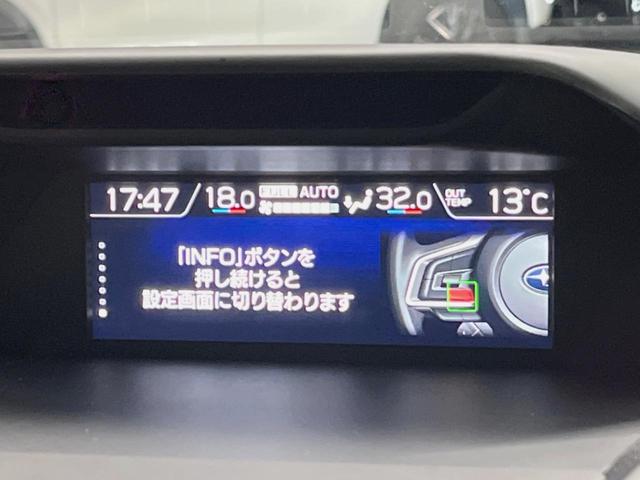 17:47 18.0 FULL AUTO 32.0 OUT TEMP 13°C
「INFO」ボタンを
押し続けると
設定画面に切り替わります